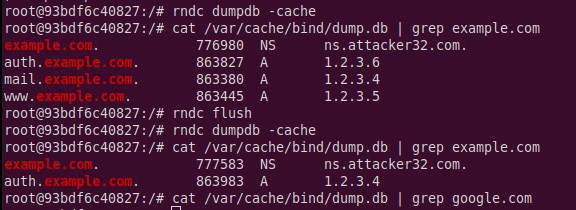 root@93bdf6c40827:/# rndc dumpdb -cache
root@93bdf6c40827:/# cat /var/cache/bind/dump.db | grep example.com
example.com.            776980  NS      ns.attacker32.com.
auth.example.com.       863827  A       1.2.3.6
mail.example.com.       863380  A       1.2.3.4
www.example.com.        863445  A       1.2.3.5
root@93bdf6c40827:/# rndc flush
root@93bdf6c40827:/# rndc dumpdb -cache
root@93bdf6c40827:/# cat /var/cache/bind/dump.db | grep example.com
example.com.            777583  NS      ns.attacker32.com.
auth.example.com.       863983  A       1.2.3.4
root@93bdf6c40827:/# cat /var/cache/bind/dump.db | grep google.com